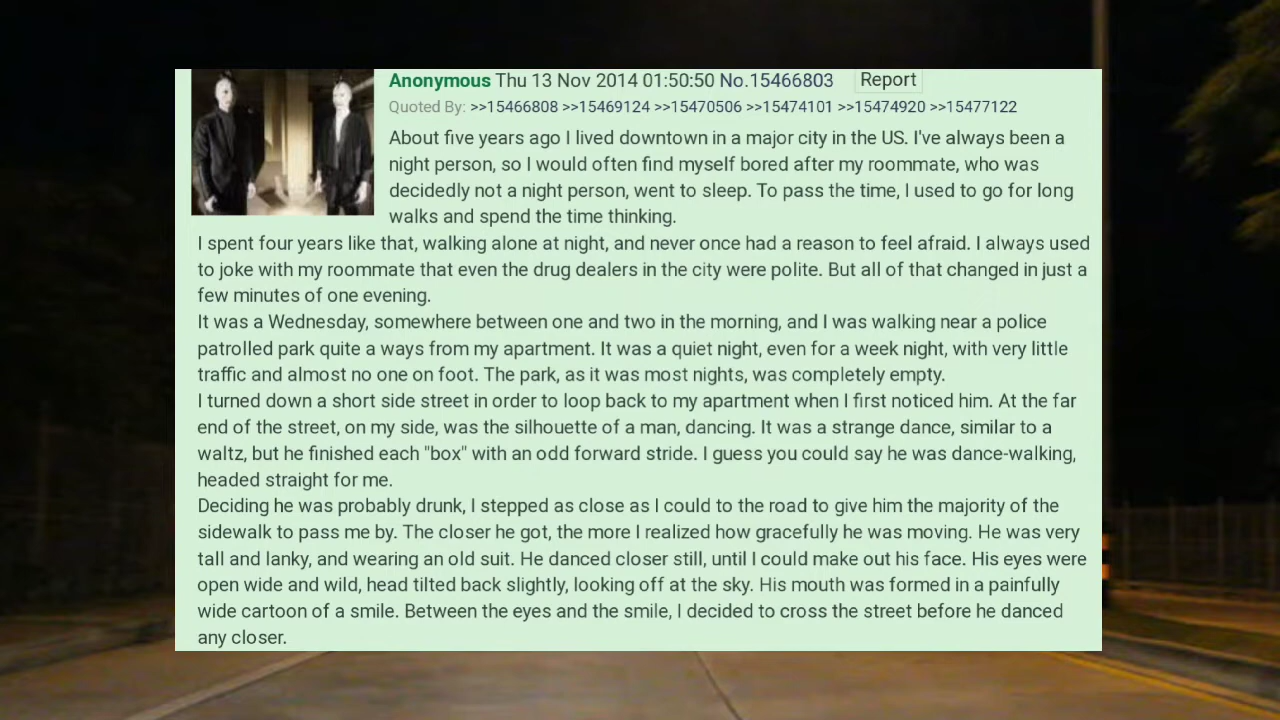 Anonymous Thu 13 Nov 2014 01:50:50 No.15466803 Report
Quoted By: >>15466808 >>15469124 >>15470506 >>15474101 >>15474920 >>15477122
About five years ago I lived downtown in a major city in the US. I've always been a
night person, so I would often find myself bored after my roommate, who was
decidedly not a night person, went to sleep. To pass the time, I used to go for long
walks and spend the time thinking.
I spent four years like that, walking alone at night, and never once had a reason to feel afraid. I always used
to joke with my roommate that even the drug dealers in the city were polite. But all of that changed in just a
few minutes of one evening.
It was a Wednesday, somewhere between one and two in the morning, and I was walking near a police
patrolled park quite a ways from my apartment. It was a quiet night, even for a week night, with very little
traffic and almost no one on foot. The park, as it was most nights, was completely empty.
I turned down a short side street in order to loop back to my apartment when I first noticed him. At the far
end of the street, on my side, was the silhouette of a man, dancing. It was a strange dance, similar to a
waltz, but he finished each "box" with an odd forward stride. I guess you could say he was dance-walking,
headed straight for me.
Deciding he was probably drunk, I stepped as close as I could to the road to give him the majority of the
sidewalk to pass me by. The closer he got, the more I realized how gracefully he was moving. He was very
tall and lanky, and wearing an old suit. He danced closer still, until I could make out his face. His eyes were
open wide and wild, head tilted back slightly, looking off at the sky. His mouth was formed in a painfully
wide cartoon of a smile. Between the eyes and the smile, I decided to cross the street before he danced
any closer.